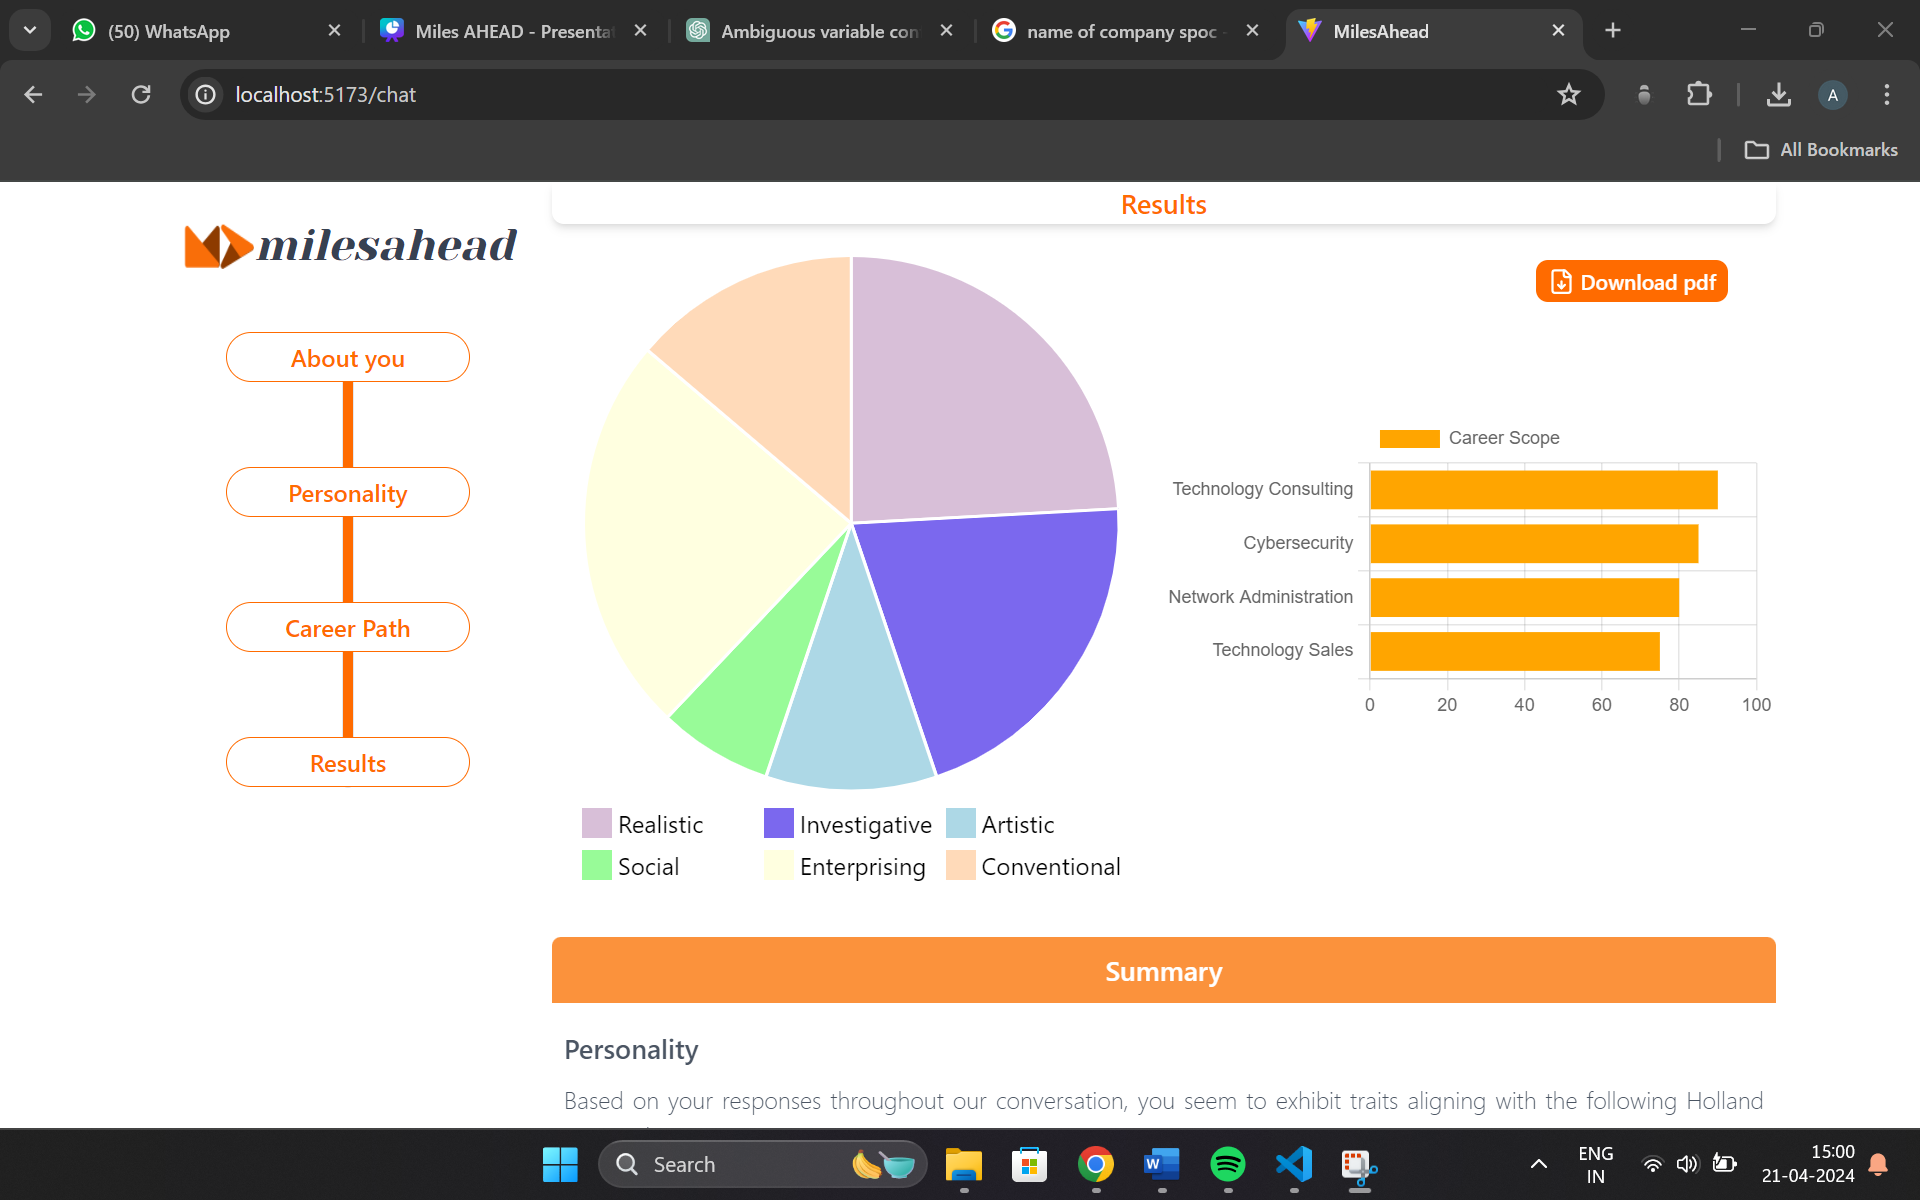 (50) WhatsApp
Miles AHEAD - Presenta
Ambiguous variable con
name of company spoc -
MilesAhead
localhost:5173/chat
A
All Bookmarks
Results
milesahead
Download pdf
About you
Personality
Career Path
Results
Career Scope
Technology Consulting
Cybersecurity
Network Administration
Technology Sales
0 20 40 60 80 100
Realistic Investigative Artistic
Social Enterprising Conventional
Summary
Personality
Based on your responses throughout our conversation, you seem to exhibit traits aligning with the following Holland
Search
W
ENG
IN
15:00
21-04-2024